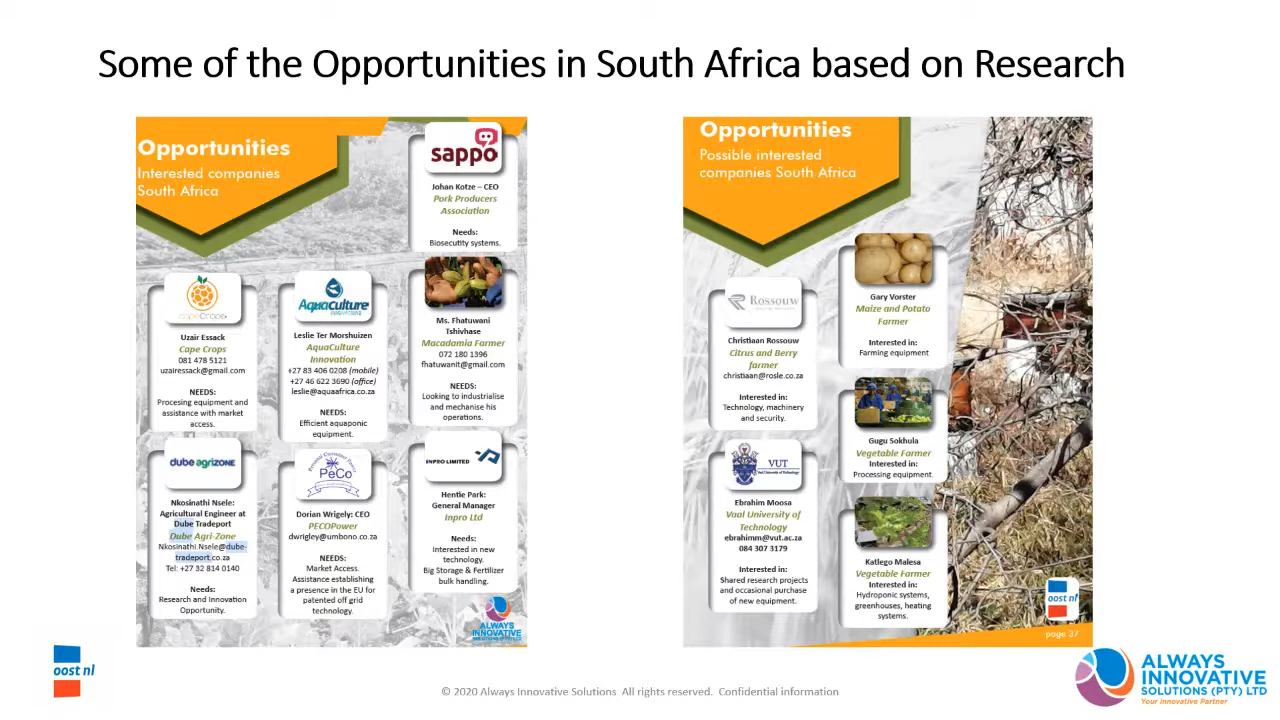 Some of the Opportunities in South Africa based on Research
Opportunities
Interested companies
South Africa
sappo
Johan Kotze – CEO
Pork Producers
Association
Needs:
Biosecutity systems.
capeCrops
Uzair Essack
Cape Crops
081 478 5121
uzairessack@gmail.com
NEEDS:
Procesing equipment and
assistance with market
access.
AquaCulture
INNOVATIONS
Leslie Ter Morshuizen
AquaCulture
Innovation
+27 83 406 0208 (mobile)
+27 46 622 3690 (office)
leslie@aquaafrica.co.za
NEEDS:
Efficient aquaponic
equipment.
Ms. Fhatuwani
Tshivhase
Macadamia Farmer
072 180 1396
fhatuwanit@gmail.com
NEEDS:
Looking to industrialise
and mechanise his
operations.
dube agrizone
Nkosinathi Nsele:
Agricultural Engineer at
Dube Tradeport
Dube Agri-Zone
Nkosinathi.Nsele@dube-
tradeport.co.za
Tel: +27 32 814 0140
Needs:
Research and Innovation
Opportunity.
PeCo
Dorian Wrigely: CEO
PECOPower
dwrigley@umbono.co.za
NEEDS:
Market Access.
Assistance establishing
a presence in the EU for
patented off grid
technology.
INPRO LIMITED
Hentie Park:
General Manager
Inpro Ltd
Needs:
Interested in new
technology.
Big Storage & Fertilizer
bulk handling.
ALWAYS
INNOVATIVE
SOLUTIONS (PTY) LTD
Opportunities
Possible interested
companies South Africa
Rossouw
Christiaan Rossouw
Citrus and Berry
farmer
christiaan@rosle.co.za
Interested in:
Technology, machinery
and security.
Gary Vorster
Maize and Potato
Farmer
Interested in:
Farming equipment
Gugu Sokhula
Vegetable Farmer
Interested in:
Processing equipment.
VUT
Vaal University of Technology
Ebrahim Moosa
Vaal University of
Technology
ebrahimm@vut.ac.za
084 307 3179
Interested in:
Shared research projects
and occasional purchase
of new equipment.
Katlego Malesa
Vegetable Farmer
Interested in:
Hydroponic systems,
greenhouses, heating
systems.
oost nl
page 37
oost nl
© 2020 Always Innovative Solutions All rights reserved. Confidential information
ALWAYS
INNOVATIVE
SOLUTIONS (PTY) LTD
Your Innovative Partner